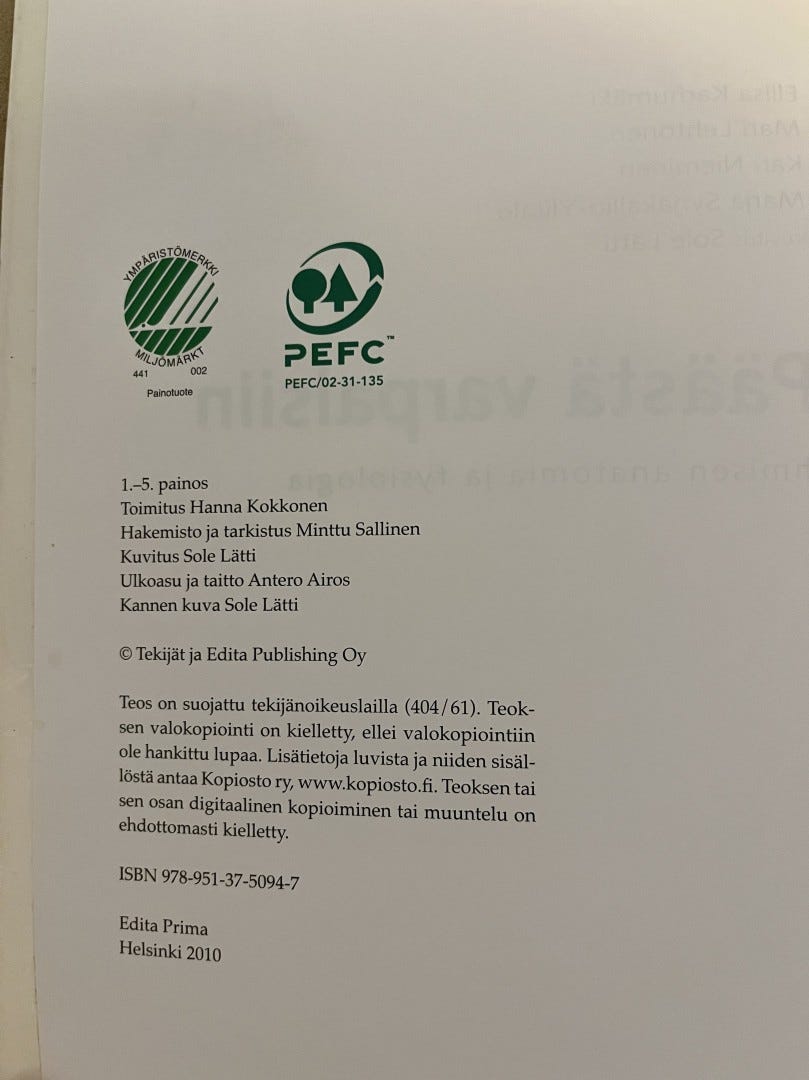 YMPÄRISTÖMERKKI
MILJÖMÄRKT
441 002
Painotuote
PEFC™
PEFC/02-31-135
1.–5. painos
Toimitus Hanna Kokkonen
Hakemisto ja tarkistus Minttu Sallinen
Kuvitus Sole Lätti
Ulkoasu ja taitto Antero Airos
Kannen kuva Sole Lätti
© Tekijät ja Edita Publishing Oy
Teos on suojattu tekijänoikeuslailla (404/61). Teok-
sen valokopiointi on kielletty, ellei valokopiointiin
ole hankittu lupaa. Lisätietoja luvista ja niiden sisäl-
löstä antaa Kopiosto ry, www.kopiosto.fi. Teoksen tai
sen osan digitaalinen kopioiminen tai muuntelu on
ehdottomasti kielletty.
ISBN 978-951-37-5094-7
Edita Prima
Helsinki 2010